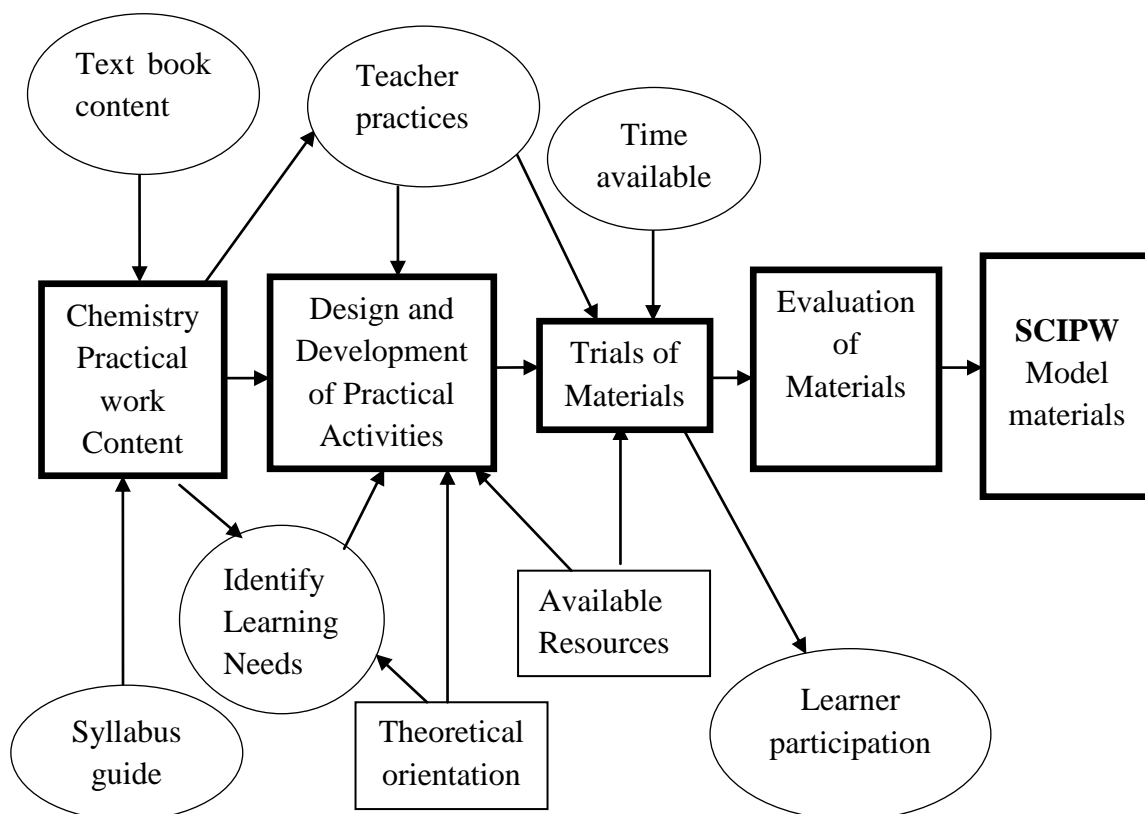 Text book
content
Teacher
practices
Time
available
Chemistry
Practical
work
Content
Design and
Development
of Practical
Activities
Trials of
Materials
Evaluation
of
Materials
SCIPW
Model
materials
Identify
Learning
Needs
Available
Resources
Syllabus
guide
Theoretical
orientation
Learner
participation